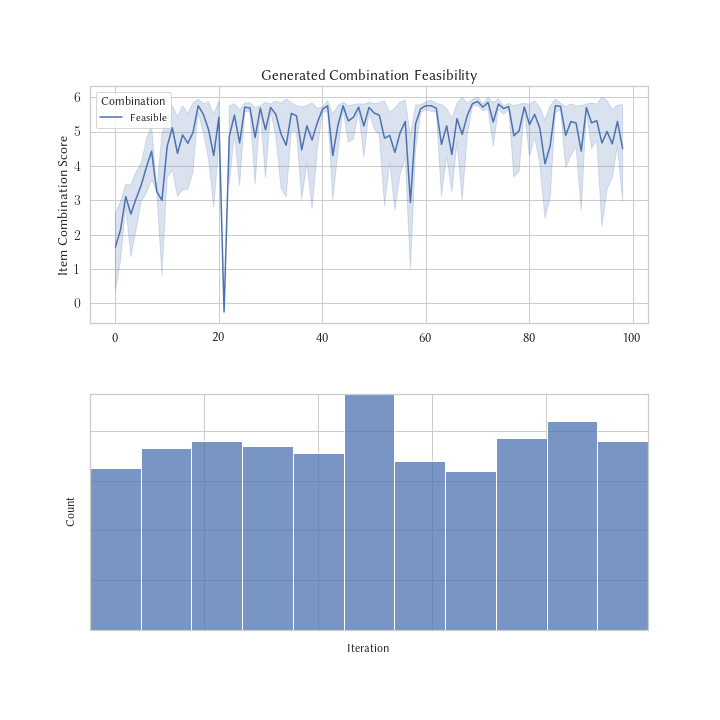 Generated Combination Feasibility
Item Combination Score
6
5
4
3
2
1
0
Combination
Feasible
0 20 40 60 80 100
Count
Iteration